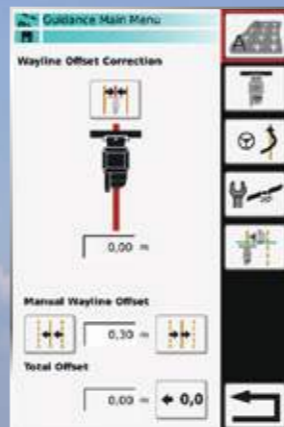 Guidance Main Menu
A
Wayline Offset Correction
0,00 m
Manual Wayline Offset
0,30 m
Total Offset
0,00 m
0,0